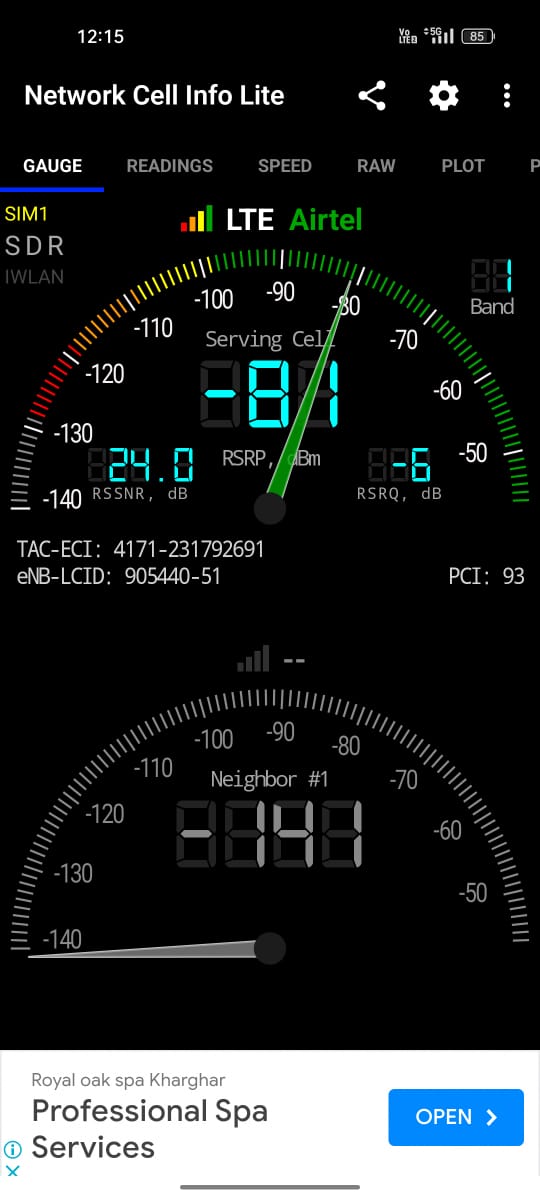 12:15
Vo LTE2 5G 85
Network Cell Info Lite
GAUGE READINGS SPEED RAW PLOT P
SIM1
LTE Airtel
SDR
IWLAN
1
Band
-140 -130 -120 -110 -100 -90 -80 -70 -60 -50
Serving Cell
-81
RSRP, dBm
24.0
RSSNR, dB
-6
RSRQ, dB
TAC-ECI: 4171-231792691
eNB-LCID: 905440-51
PCI: 93
--
-140 -130 -120 -110 -100 -90 -80 -70 -60 -50
Neighbor #1
-141
Royal oak spa Kharghar
Professional Spa
Services
OPEN